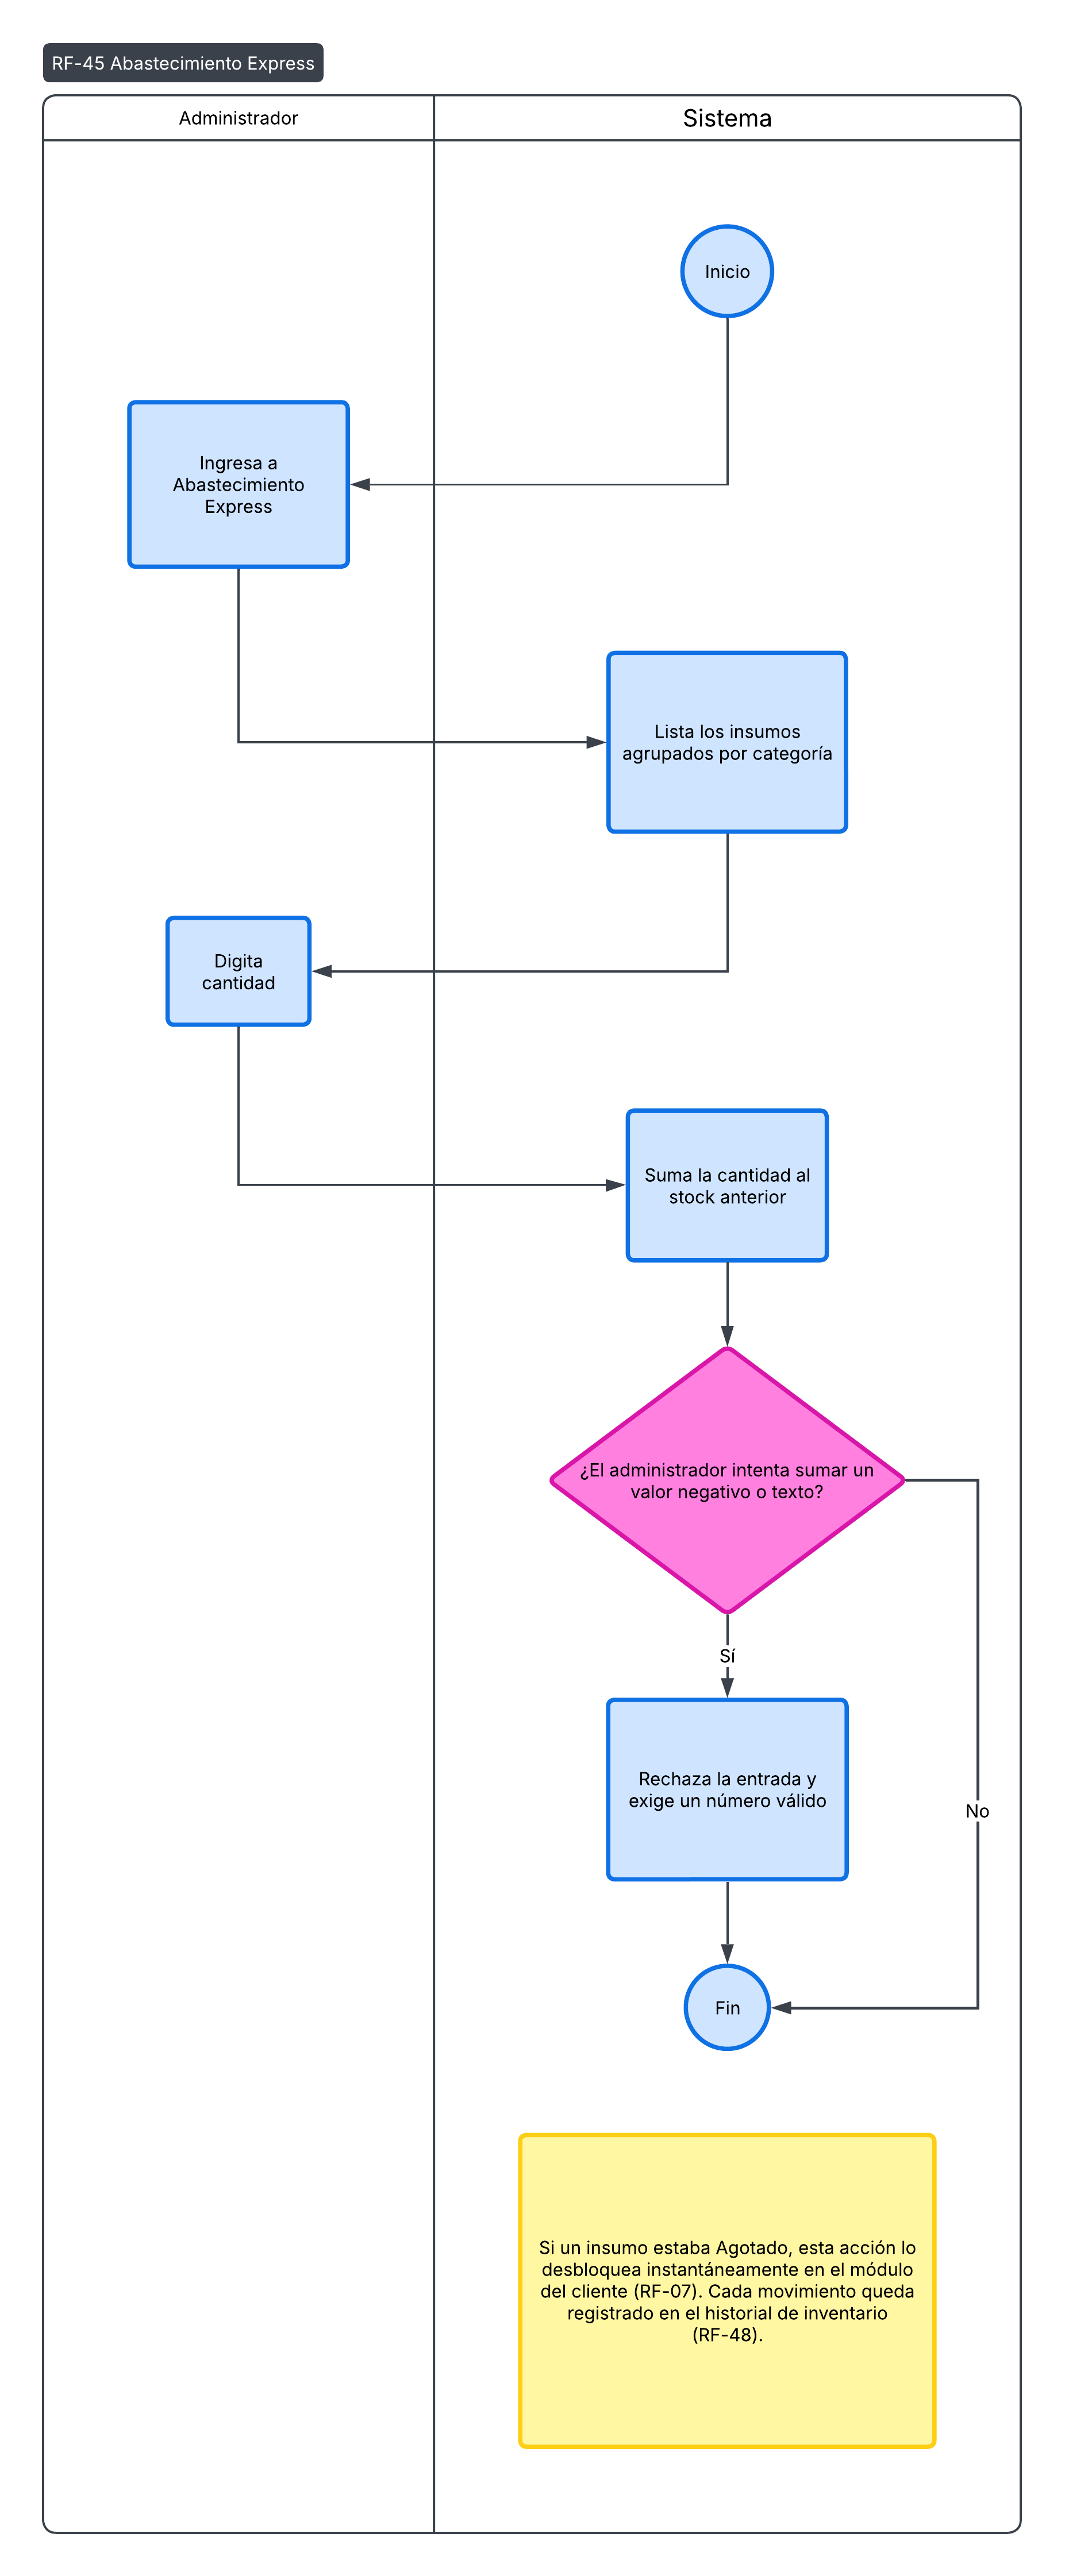 RF-45 Abastecimiento Express
Administrador
Sistema
Inicio
Ingresa a
Abastecimiento
Express
Lista los insumos
agrupados por categoría
Digita
cantidad
Suma la cantidad al
stock anterior
¿El administrador intenta sumar un
valor negativo o texto?
Sí
Rechaza la entrada y
exige un número válido
No
Fin
Si un insumo estaba Agotado, esta acción lo
desbloquea instantáneamente en el módulo
del cliente (RF-07). Cada movimiento queda
registrado en el historial de inventario
(RF-48).